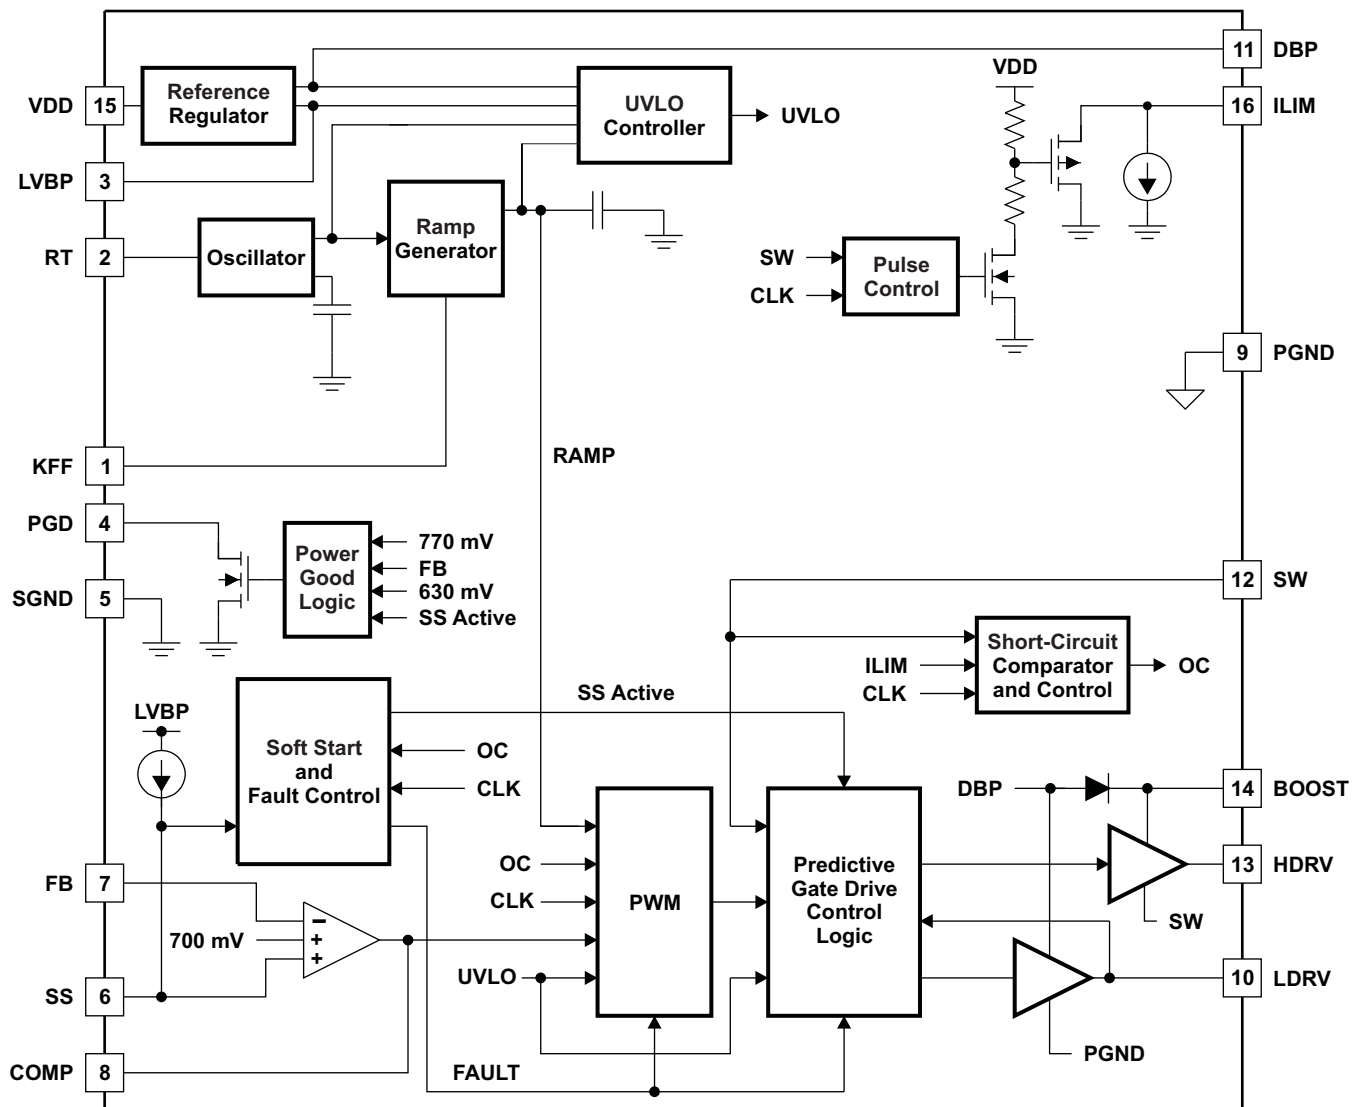 11 DBP
VDD
Reference
Regulator
UVLO
Controller
UVLO
VDD 15
16 ILIM
LVBP 3
Ramp
Generator
RT 2
Oscillator
SW
CLK
Pulse
Control
9 PGND
KFF 1
RAMP
PGD 4
Power
Good
Logic
770 mV
FB
630 mV
SS Active
12 SW
SGND 5
Short-Circuit
Comparator
and Control
ILIM
CLK
OC
LVBP
SS Active
Soft Start
and
Fault Control
OC
CLK
DBP
14 BOOST
FB 7
OC
CLK
PWM
Predictive
Gate Drive
Control
Logic
13 HDRV
SW
700 mV
–
+
+
UVLO
10 LDRV
SS 6
PGND
COMP 8
FAULT